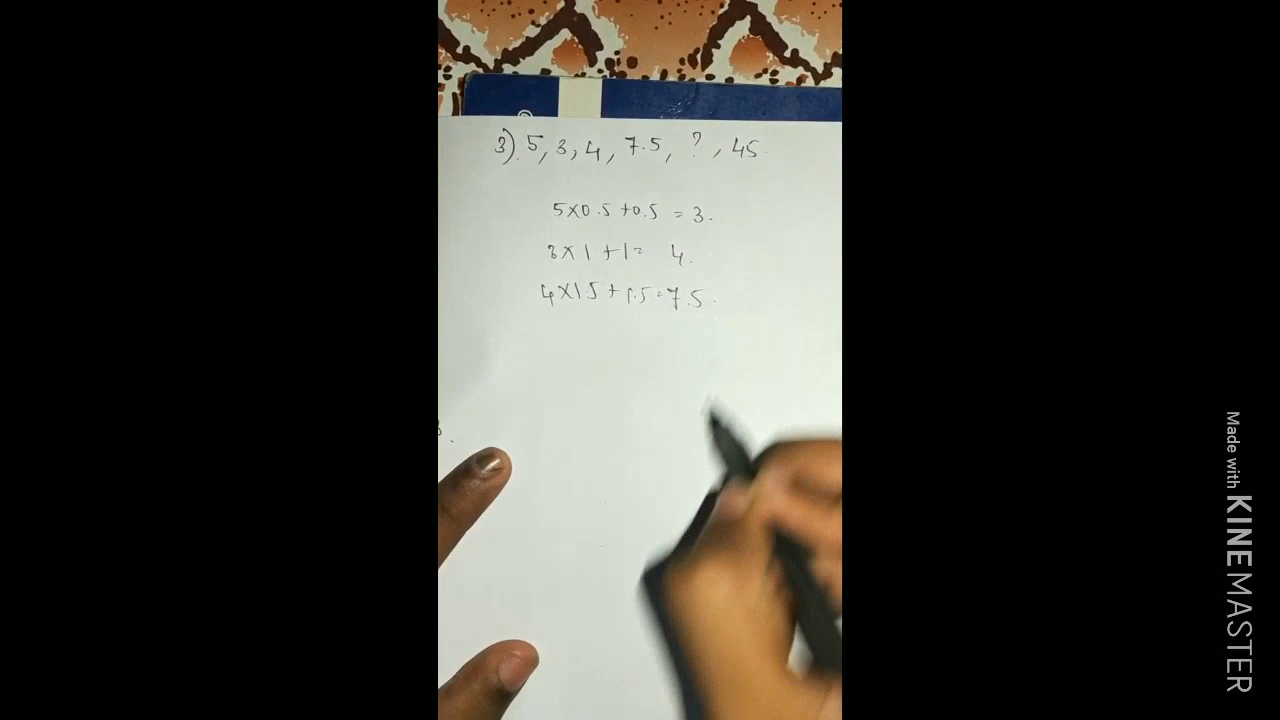 3) 5, 3, 4, 7.5, ?, 45.
5×0.5+0.5 = 3.
3×1+1= 4.
4×1.5+1.5=7.5.
Made with KINEMASTER